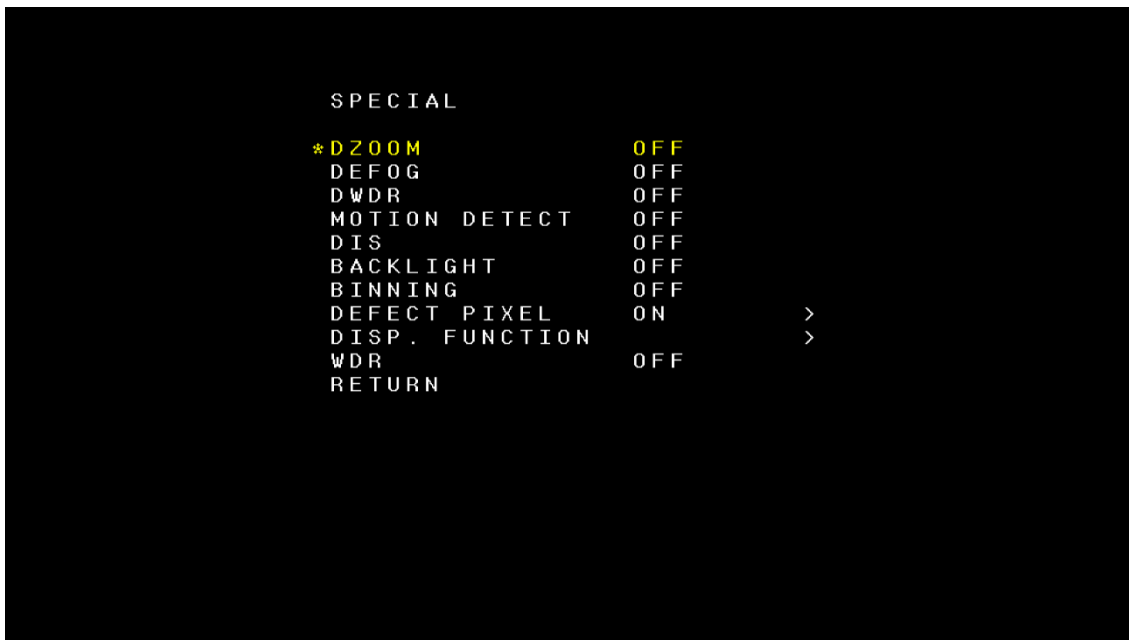 SPECIAL
*DZOOM OFF
DEFOG OFF
DWDR OFF
MOTION DETECT OFF
DIS OFF
BACKLIGHT OFF
BINNING OFF
DEFECT PIXEL ON >
DISP. FUNCTION >
WDR OFF
RETURN